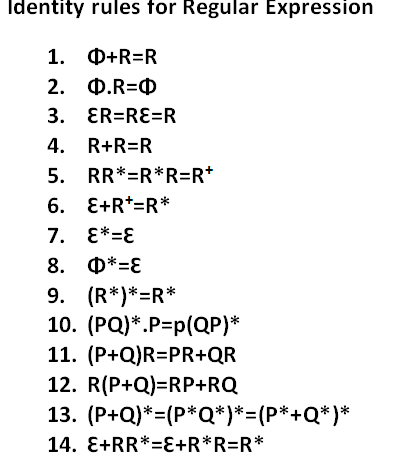 Identity rules for Regular Expression
1. Φ+R=R
2. Φ.R=Φ
3. ƐR=RƐ=R
4. R+R=R
5. RR*=R*R=R⁺
6. Ɛ+R⁺=R*
7. Ɛ*=Ɛ
8. Φ*=Ɛ
9. (R*)*=R*
10. (PQ)*.P=p(QP)*
11. (P+Q)R=PR+QR
12. R(P+Q)=RP+RQ
13. (P+Q)*=(P*Q*)*=(P*+Q*)*
14. Ɛ+RR*=Ɛ+R*R=R*